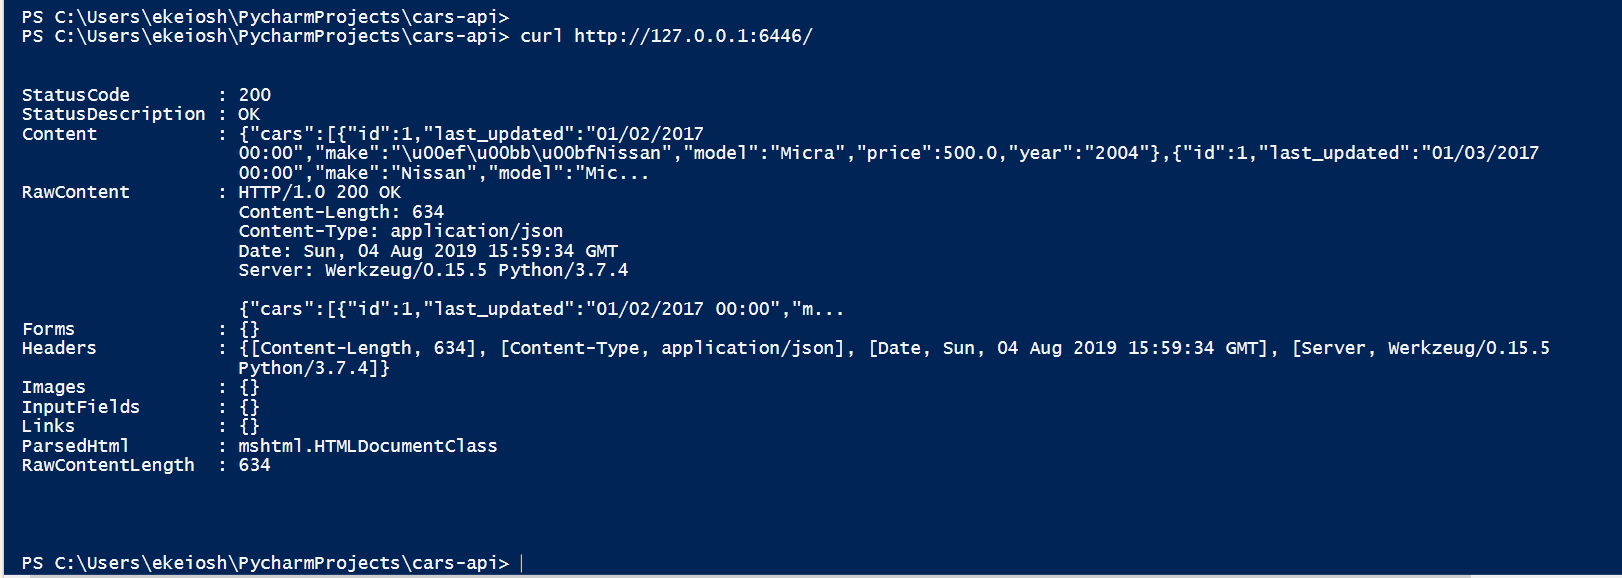 PS C:\Users\ekeiosh\PycharmProjects\cars-api>
PS C:\Users\ekeiosh\PycharmProjects\cars-api> curl http://127.0.0.1:6446/
StatusCode        : 200
StatusDescription : OK
Content           : {"cars":[{"id":1,"last_updated":"01/02/2017
                    00:00","make":"\u00ef\u00bb\u00bfNissan","model":"Micra","price":500.0,"year":"2004"},{"id":1,"last_updated":"01/03/2017
                    00:00","make":"Nissan","model":"Mic...
RawContent        : HTTP/1.0 200 OK
                    Content-Length: 634
                    Content-Type: application/json
                    Date: Sun, 04 Aug 2019 15:59:34 GMT
                    Server: Werkzeug/0.15.5 Python/3.7.4
                    {"cars":[{"id":1,"last_updated":"01/02/2017 00:00","m...
Forms             : {}
Headers           : {[Content-Length, 634], [Content-Type, application/json], [Date, Sun, 04 Aug 2019 15:59:34 GMT], [Server, Werkzeug/0.15.5
                    Python/3.7.4]}
Images            : {}
InputFields       : {}
Links             : {}
ParsedHtml        : mshtml.HTMLDocumentClass
RawContentLength  : 634
PS C:\Users\ekeiosh\PycharmProjects\cars-api>